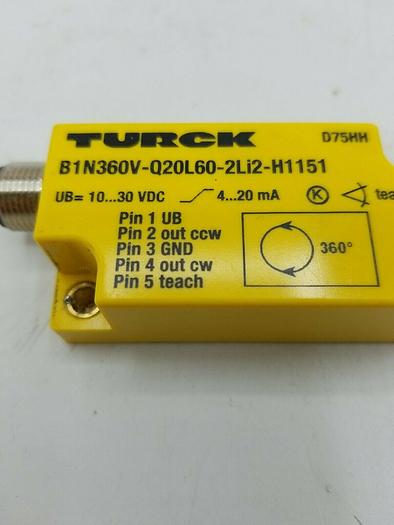 TURCK D75HH
B1N360V-Q20L60-2Li2-H1151
UB= 10...30 VDC 4...20 mA K
Pin 1 UB
Pin 2 out ccw
Pin 3 GND
Pin 4 out cw
Pin 5 teach
360°